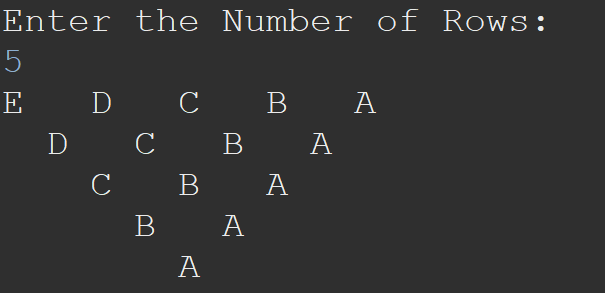 Enter the Number of Rows:
5
E   D   C   B   A
  D   C   B   A
    C   B   A
      B   A
        A